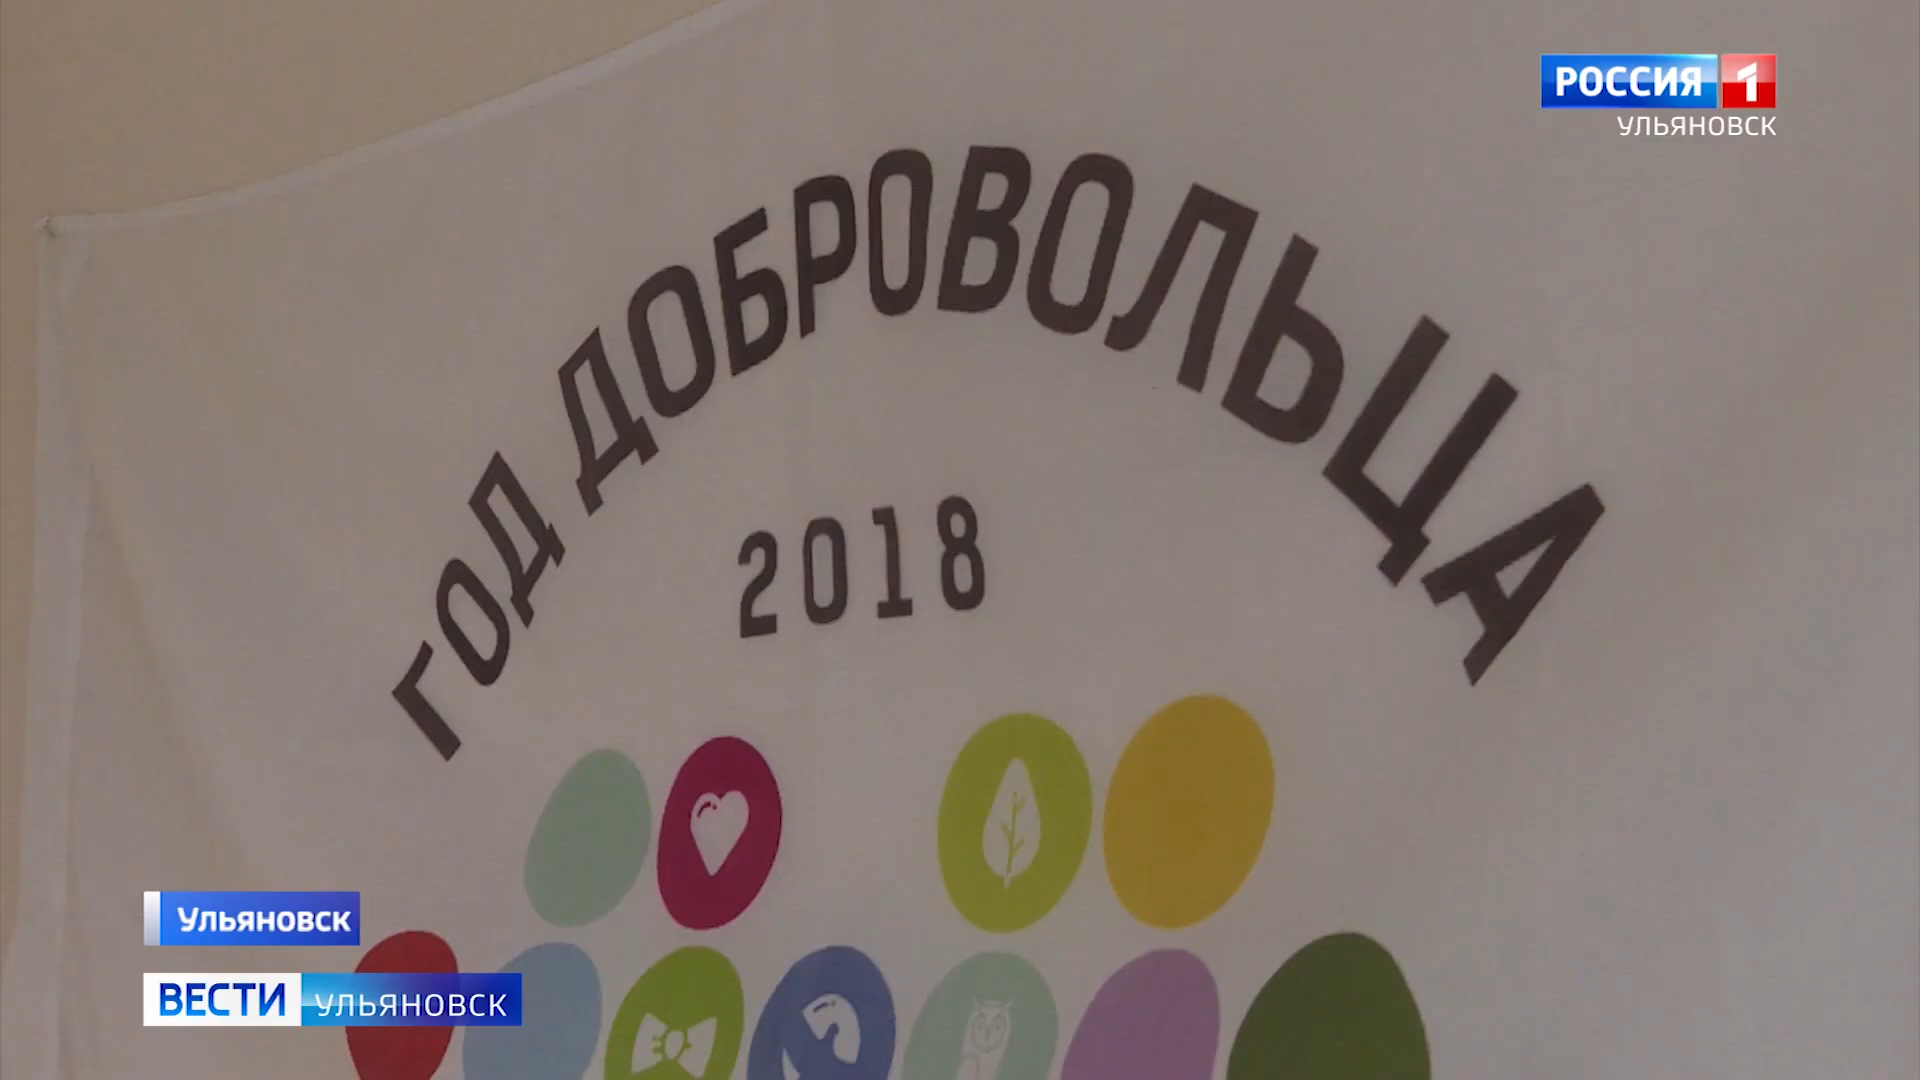 РОССИЯ 1
УЛЬЯНОВСК
ГОД ДОБРОВОЛЬЦА
2018
Ульяновск
ВЕСТИ УЛЬЯНОВСК